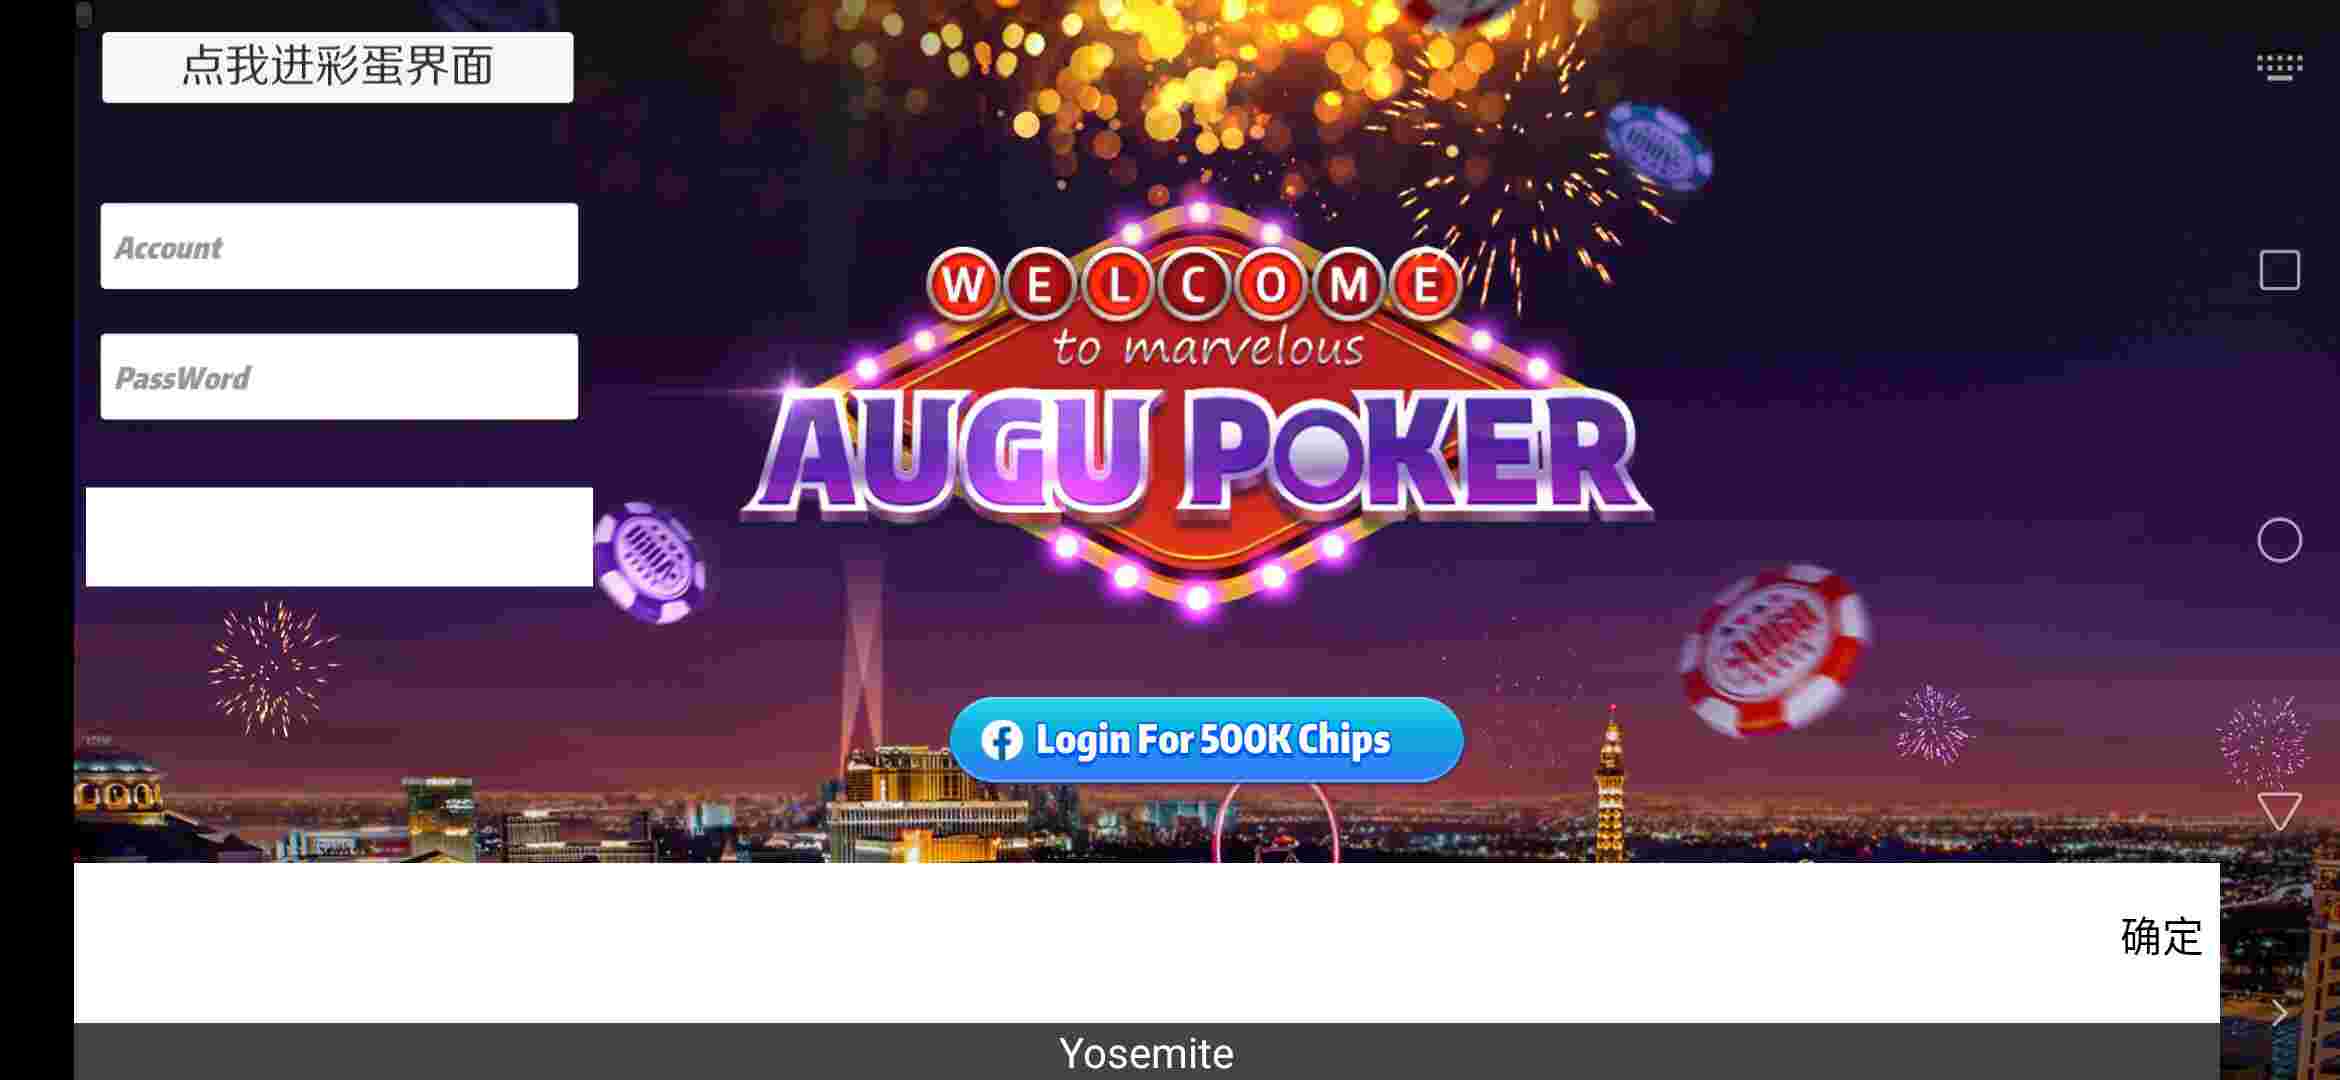 点我进彩蛋界面
Account
PassWord
WELCOME
to marvelous
AUGU POKER
Login For 500K Chips
确定
Yosemite